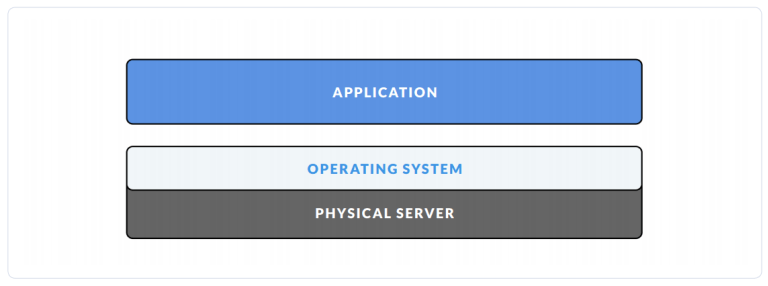 APPLICATION
OPERATING SYSTEM
PHYSICAL SERVER